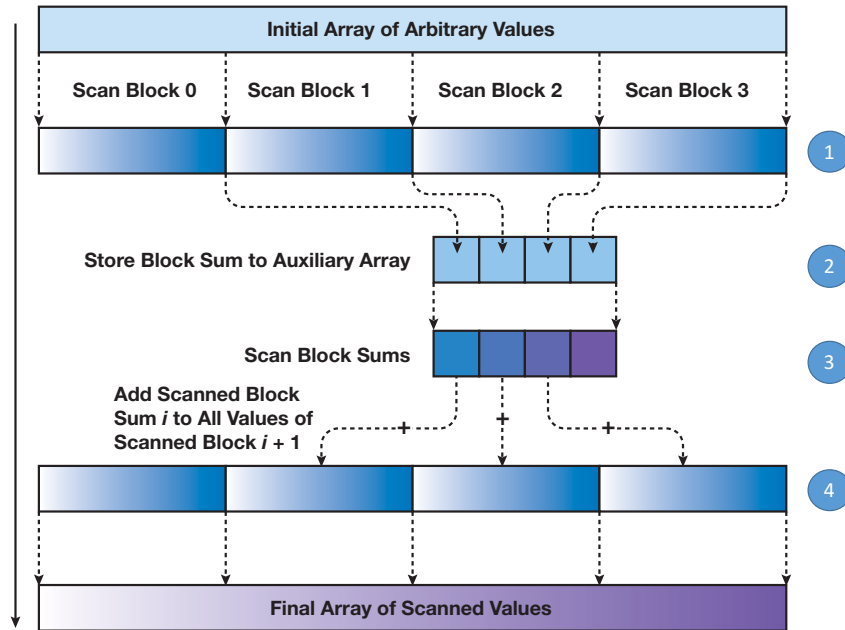 Initial Array of Arbitrary Values
Scan Block 0 Scan Block 1 Scan Block 2 Scan Block 3
1
Store Block Sum to Auxiliary Array
2
Scan Block Sums
3
Add Scanned Block
Sum i to All Values of
Scanned Block i + 1
+ + +
4
Final Array of Scanned Values